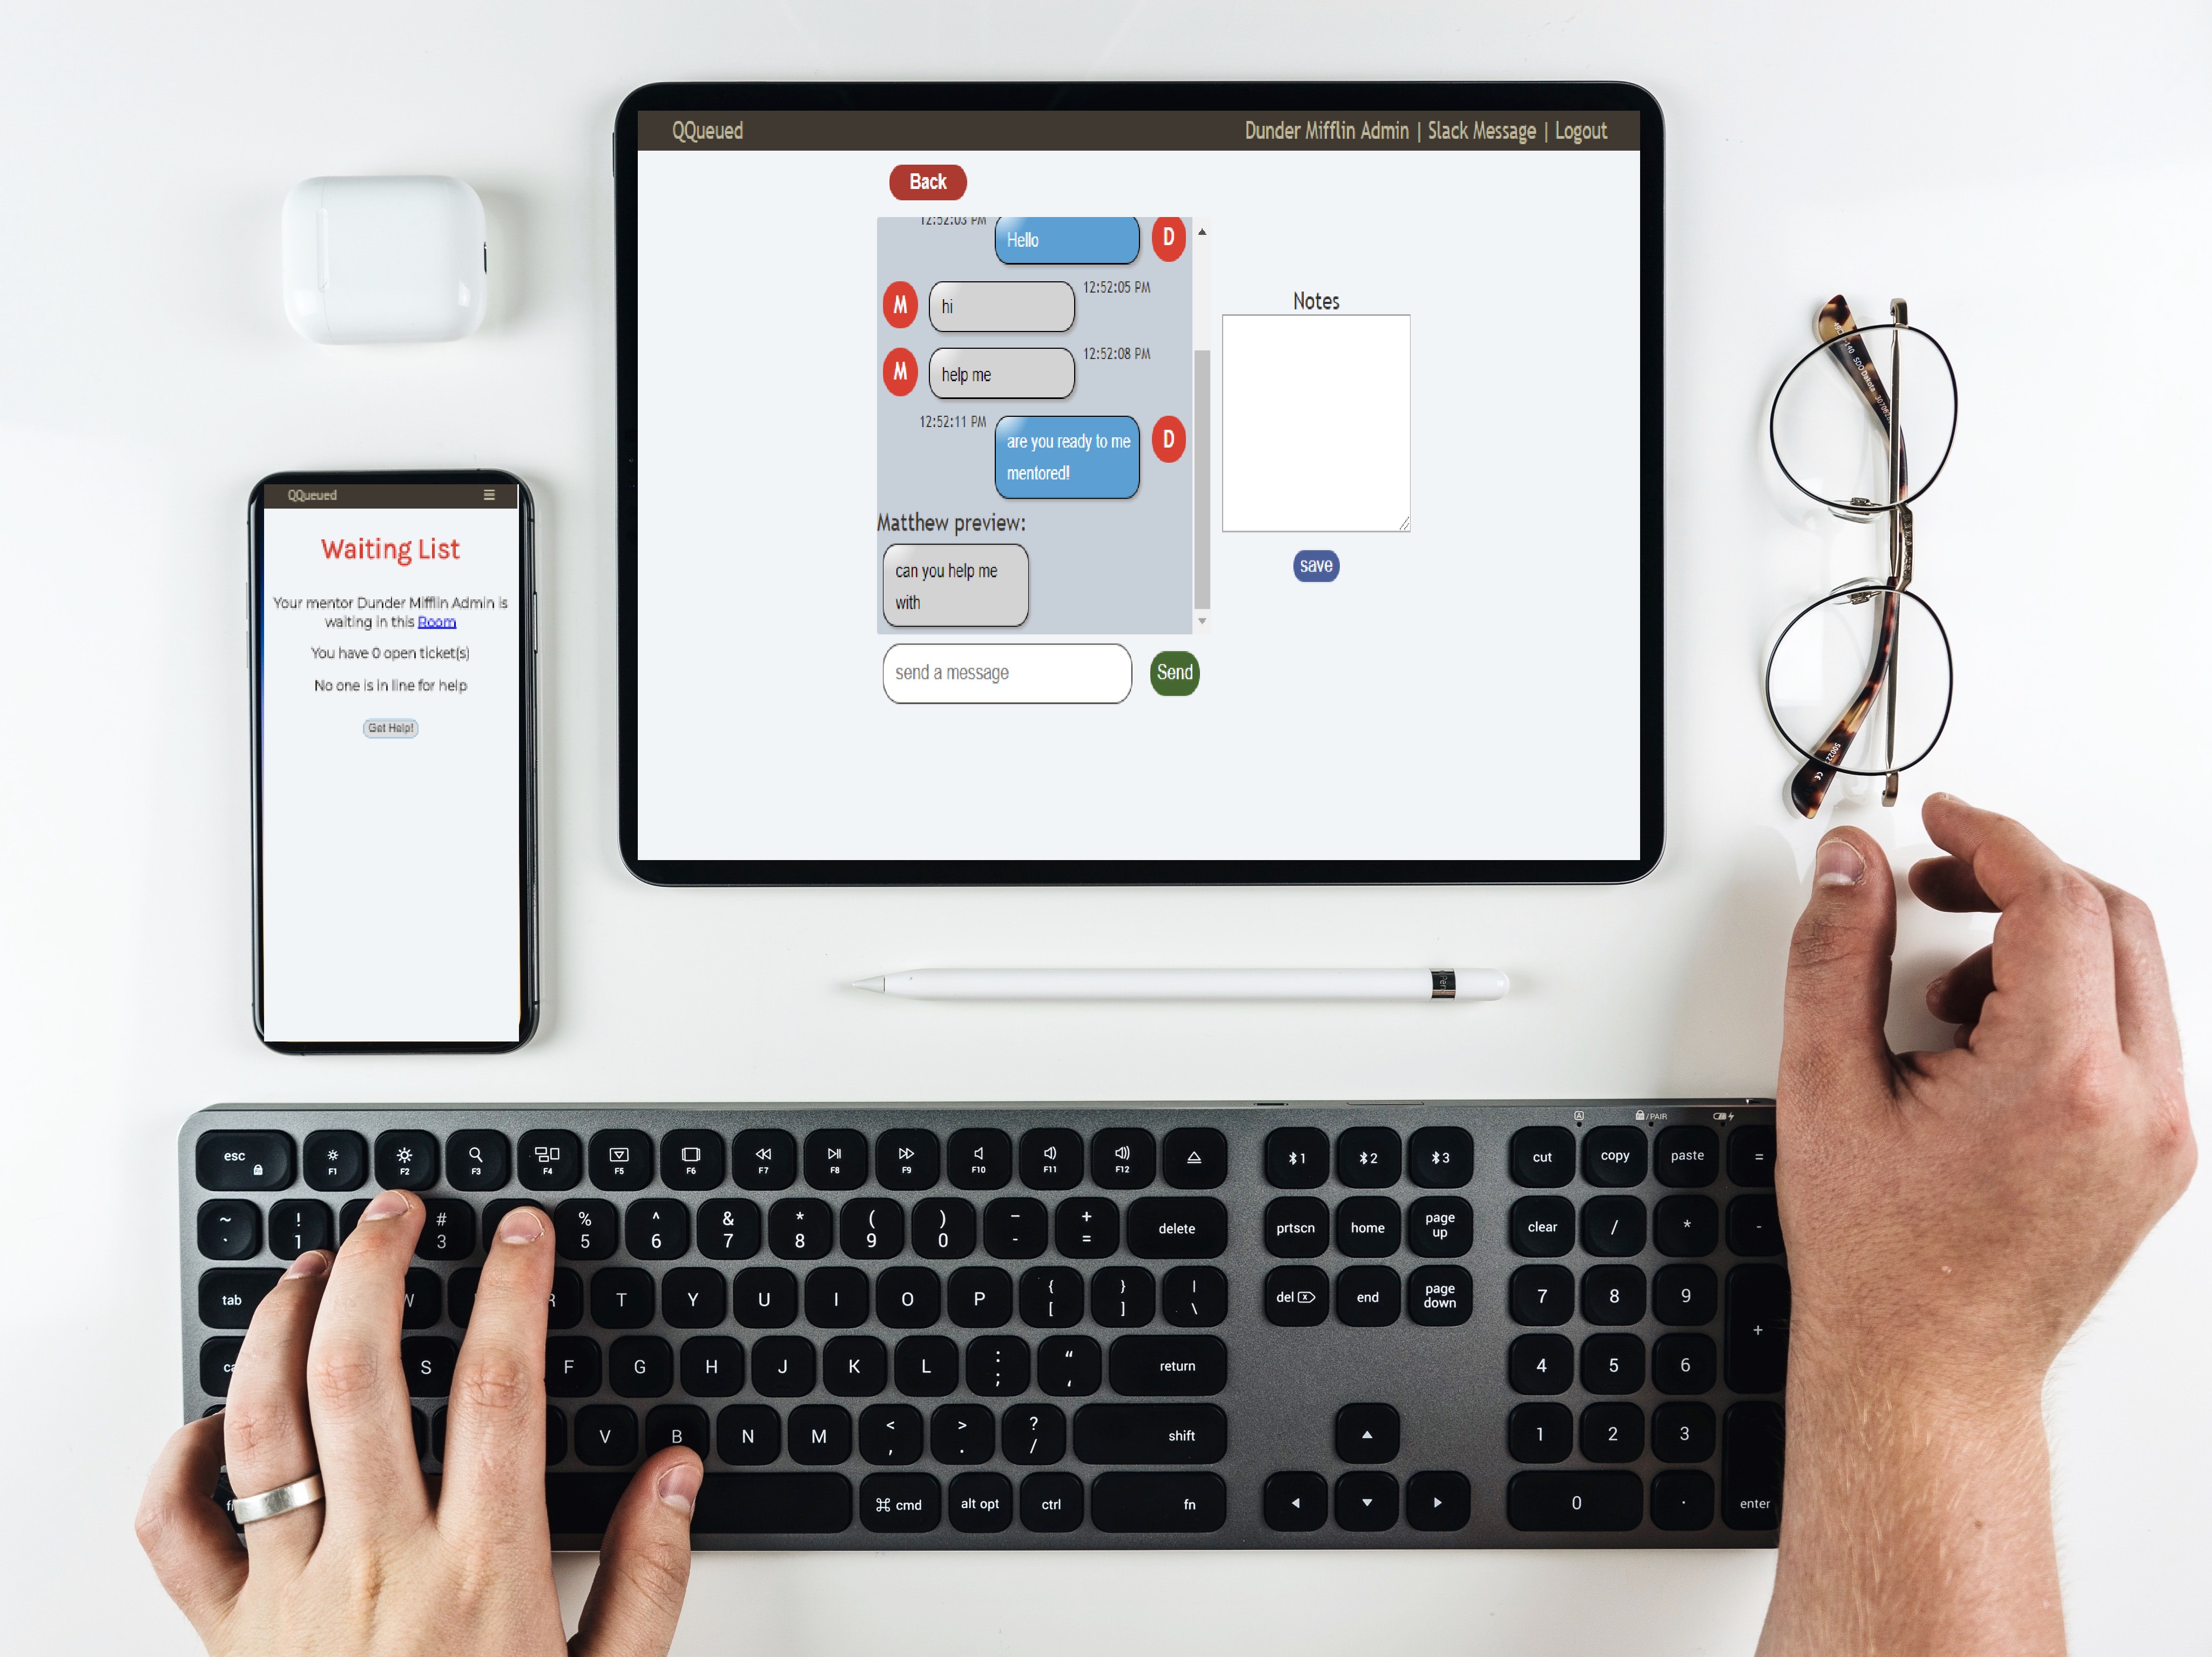 QQueued
Dunder Mifflin Admin | Slack Message | Logout
Back
12:52:03 PM
Hello
D
12:52:05 PM
M
hi
12:52:08 PM
M
help me
12:52:11 PM
are you ready to me
mentored!
D
Matthew preview:
can you help me
with
send a message
Send
Notes
save
QQueued
Waiting List
Your mentor Dunder Mifflin Admin is
waiting in this Room
You have 0 open ticket(s)
No one is in line for help
Get Help!
/PAIR
esc F1 F2 F3 F4 F5 F6 F7 F8 F9 F10 F11 F12
1 2 3
cut copy paste =
~ ` ! 1 # 3 % 5 ^ 6 & 7 * 8 ( 9 ) 0 – - + = delete
prtscn home page up
clear / * -
tab W R T Y U I O P { [ } ] | \
del end page down
7 8 9 +
S F G H J K L : ; “ ‘ return
4 5 6
V B N M < , > . ? / shift
1 2 3
cmd alt opt ctrl fn
0 . enter